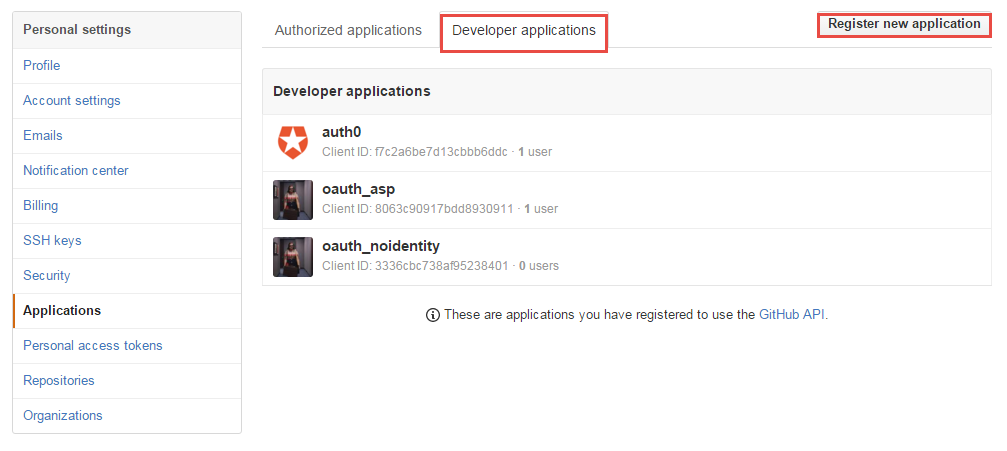 Personal settings
Profile
Account settings
Emails
Notification center
Billing
SSH keys
Security
Applications
Personal access tokens
Repositories
Organizations
Authorized applications
Developer applications
Register new application
Developer applications
auth0
Client ID: f7c2a6be7d13cbbb6ddc · 1 user
oauth_asp
Client ID: 8063c90917bdd8930911 · 1 user
oauth_noidentity
Client ID: 3336cbc738af95238401 · 0 users
These are applications you have registered to use the GitHub API.